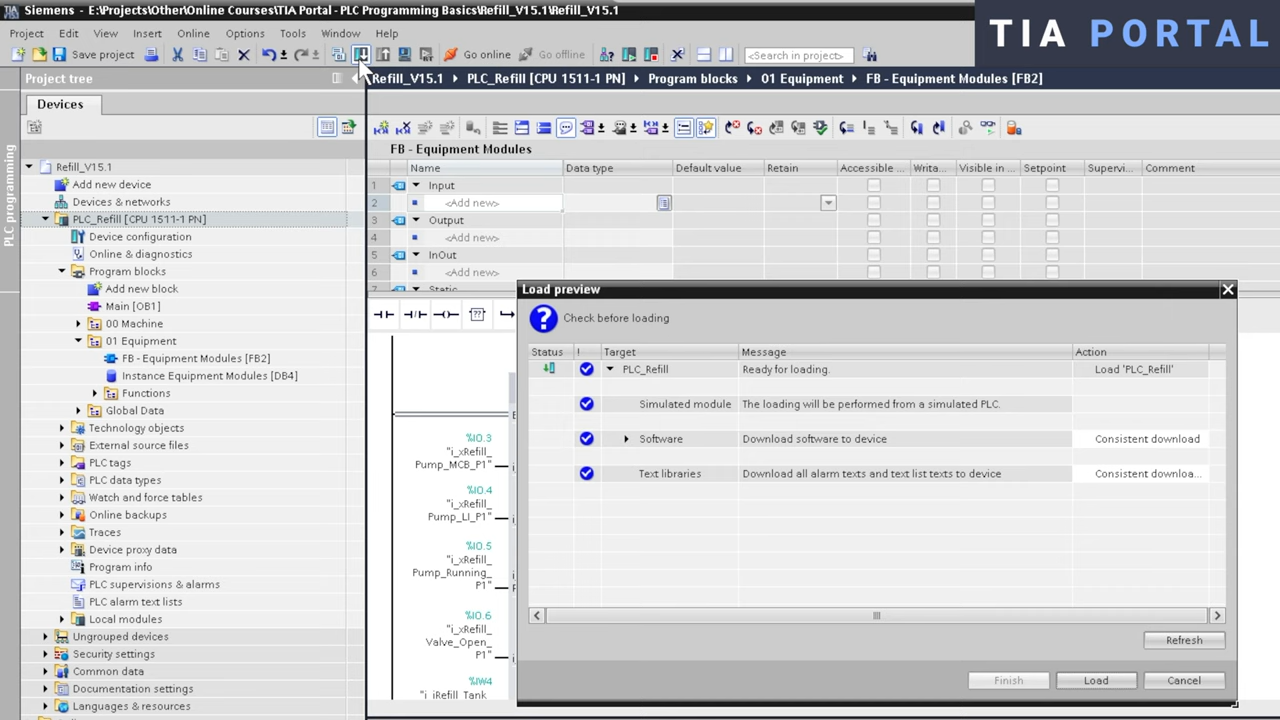 Siemens - E:\Projects\Other\Online Courses\TIA Portal - PLC Programming Basics\Refill_V15.1\Refill_V15.1
TIA PORTAL
Project Edit View Insert Online Options Tools Window Help
Save project Go online Go offline <Search in project>
Project tree
Refill_V15.1 PLC_Refill [CPU 1511-1 PN] Program blocks 01 Equipment FB - Equipment Modules [FB2]
Devices
PLC programming
Refill_V15.1
Add new device
Devices & networks
PLC_Refill [CPU 1511-1 PN]
Device configuration
Online & diagnostics
Program blocks
Add new block
Main [OB1]
00 Machine
01 Equipment
FB - Equipment Modules [FB2]
Instance Equipment Modules [DB4]
Functions
Global Data
Technology objects
External source files
PLC tags
PLC data types
Watch and force tables
Online backups
Traces
Device proxy data
Program info
PLC supervisions & alarms
PLC alarm text lists
Local modules
Ungrouped devices
Security settings
Common data
Documentation settings
Languages & resources
FB - Equipment Modules
Name Data type Default value Retain Accessible ... Writa... Visible in ... Setpoint Supervi... Comment
1 Input
2 <Add new>
3 Output
4 <Add new>
5 InOut
6 <Add new>
7 Static
??
%I0.3
"i_xRefill_
Pump_MCB_P1"
%I0.4
"i_xRefill_
Pump_LI_P1"
%I0.5
"i_xRefill_
Pump_Running_
P1"
%I0.6
"i_xRefill_
Valve_Open_
P1"
%IW4
"i_iRefill_Tank_
Load preview
Check before loading
Status ! Target Message Action
PLC_Refill Ready for loading. Load 'PLC_Refill'
Simulated module The loading will be performed from a simulated PLC.
Software Download software to device Consistent download
Text libraries Download all alarm texts and text list texts to device Consistent downloa...
Refresh
Finish Load Cancel